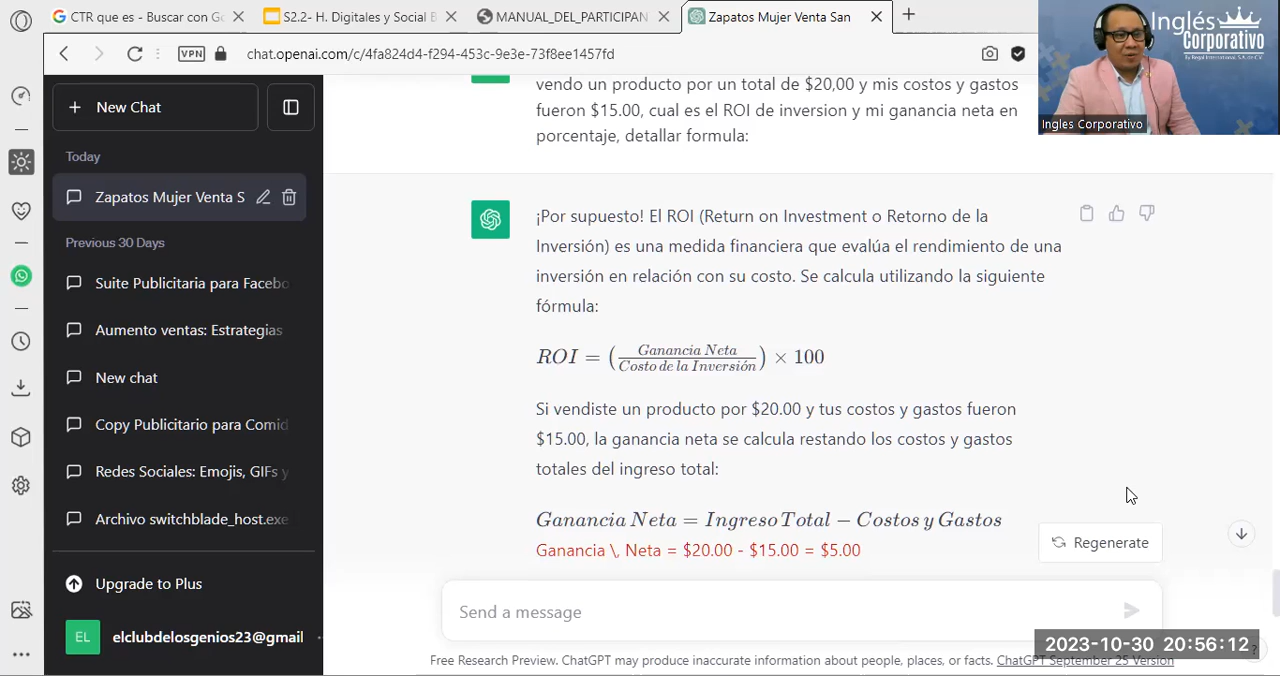 CTR que es - Buscar con Go
S2.2- H. Digitales y Social B
MANUAL_DEL_PARTICIPAN
Zapatos Mujer Venta San
VPN
chat.openai.com/c/4fa824d4-f294-453c-9e3e-73f8ee1457fd
Inglés
Corporativo
By Regal International, S.A. de C.V.
Ingles Corporativo
New Chat
Today
Zapatos Mujer Venta S
Previous 30 Days
Suite Publicitaria para Facebo
Aumento ventas: Estrategias
New chat
Copy Publicitario para Comid
Redes Sociales: Emojis, GIFs y
Archivo switchblade_host.exe
Upgrade to Plus
EL
elclubdelosgenios23@gmail
vendo un producto por un total de $20,00 y mis costos y gastos
fueron $15.00, cual es el ROI de inversion y mi ganancia neta en
porcentaje, detallar formula:
¡Por supuesto! El ROI (Return on Investment o Retorno de la
Inversión) es una medida financiera que evalúa el rendimiento de una
inversión en relación con su costo. Se calcula utilizando la siguiente
fórmula:
ROI = (Ganancia Neta / Costo de la Inversión) × 100
Si vendiste un producto por $20.00 y tus costos y gastos fueron
$15.00, la ganancia neta se calcula restando los costos y gastos
totales del ingreso total:
Ganancia Neta = Ingreso Total − Costos y Gastos
Ganancia \, Neta = $20.00 - $15.00 = $5.00
Regenerate
Send a message
2023-10-30 20:56:12
Free Research Preview. ChatGPT may produce inaccurate information about people, places, or facts. ChatGPT September 25 Version